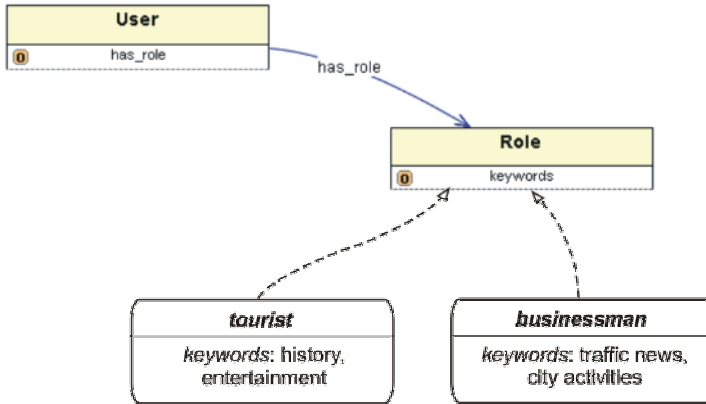 User
O has_role
has_role
Role
O keywords
tourist
keywords: history,
entertainment
businessman
keywords: traffic news,
city activities